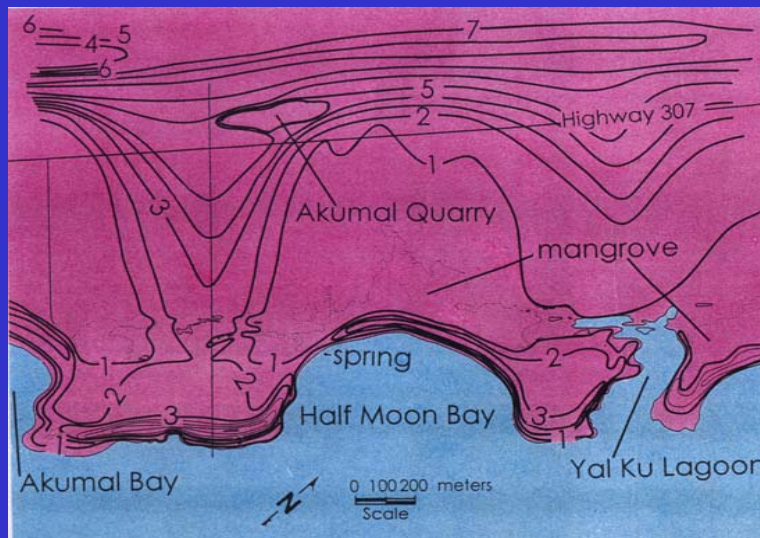 6
5
4
6
7
5
2
Highway 307
1
3
Akumal Quarry
mangrove
1
2
1
2
spring
2
3
3
1
1
Half Moon Bay
Akumal Bay
Yal Ku Lagoon
N
0 100 200 meters
Scale